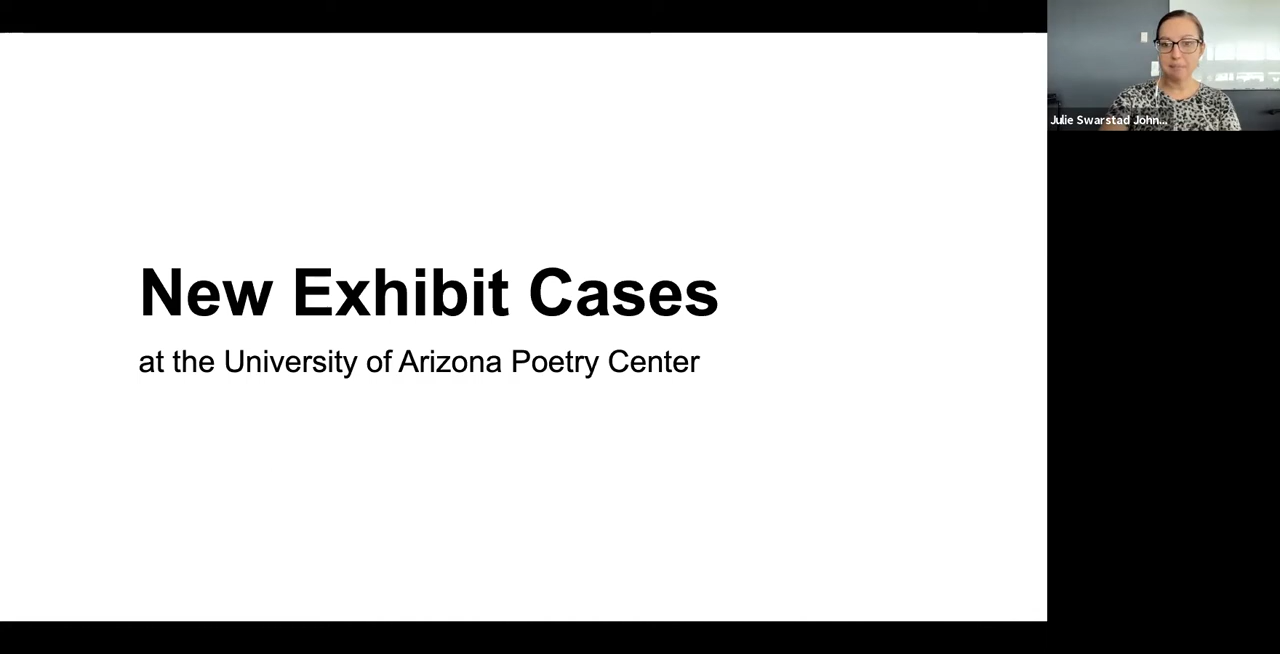 New Exhibit Cases
at the University of Arizona Poetry Center
Julie Swarstad John...